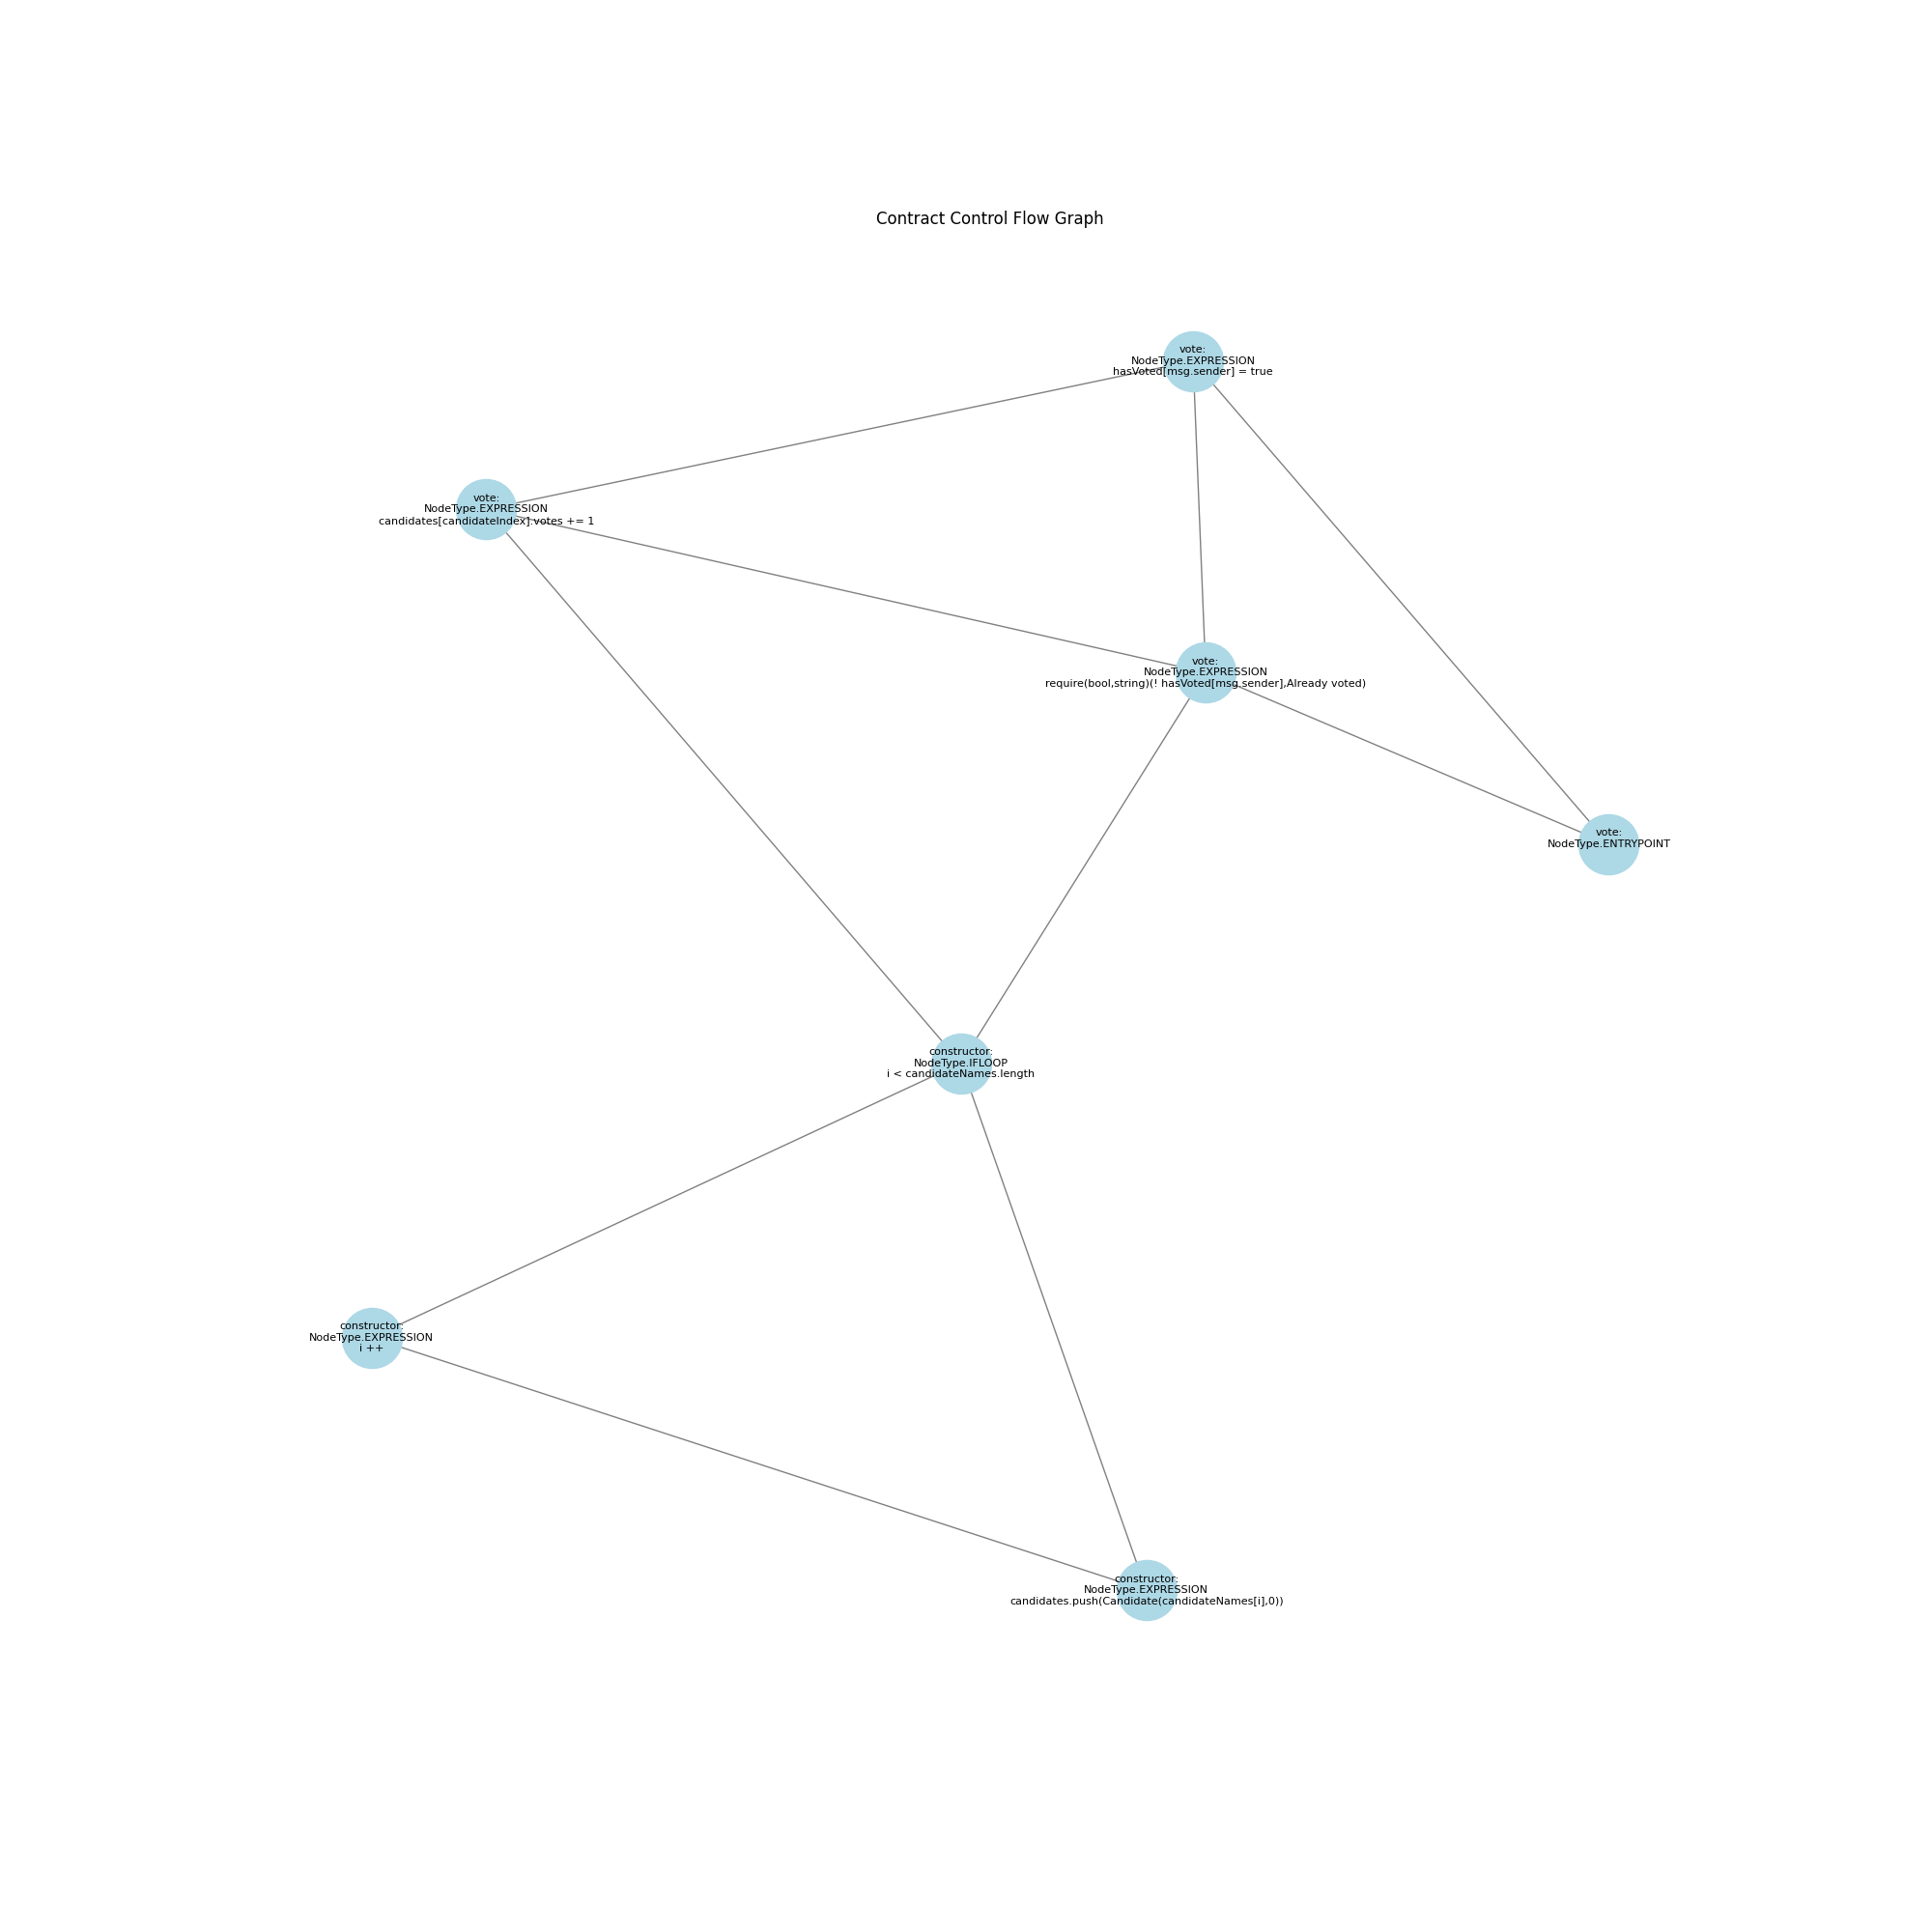 Contract Control Flow Graph
vote:
NodeType.EXPRESSION
hasVoted[msg.sender] = true
vote:
NodeType.EXPRESSION
candidates[candidateIndex].votes += 1
vote:
NodeType.EXPRESSION
require(bool,string)(! hasVoted[msg.sender],Already voted)
vote:
NodeType.ENTRYPOINT
constructor:
NodeType.IFLOOP
i < candidateNames.length
constructor:
NodeType.EXPRESSION
i ++
constructor:
NodeType.EXPRESSION
candidates.push(Candidate(candidateNames[i],0))